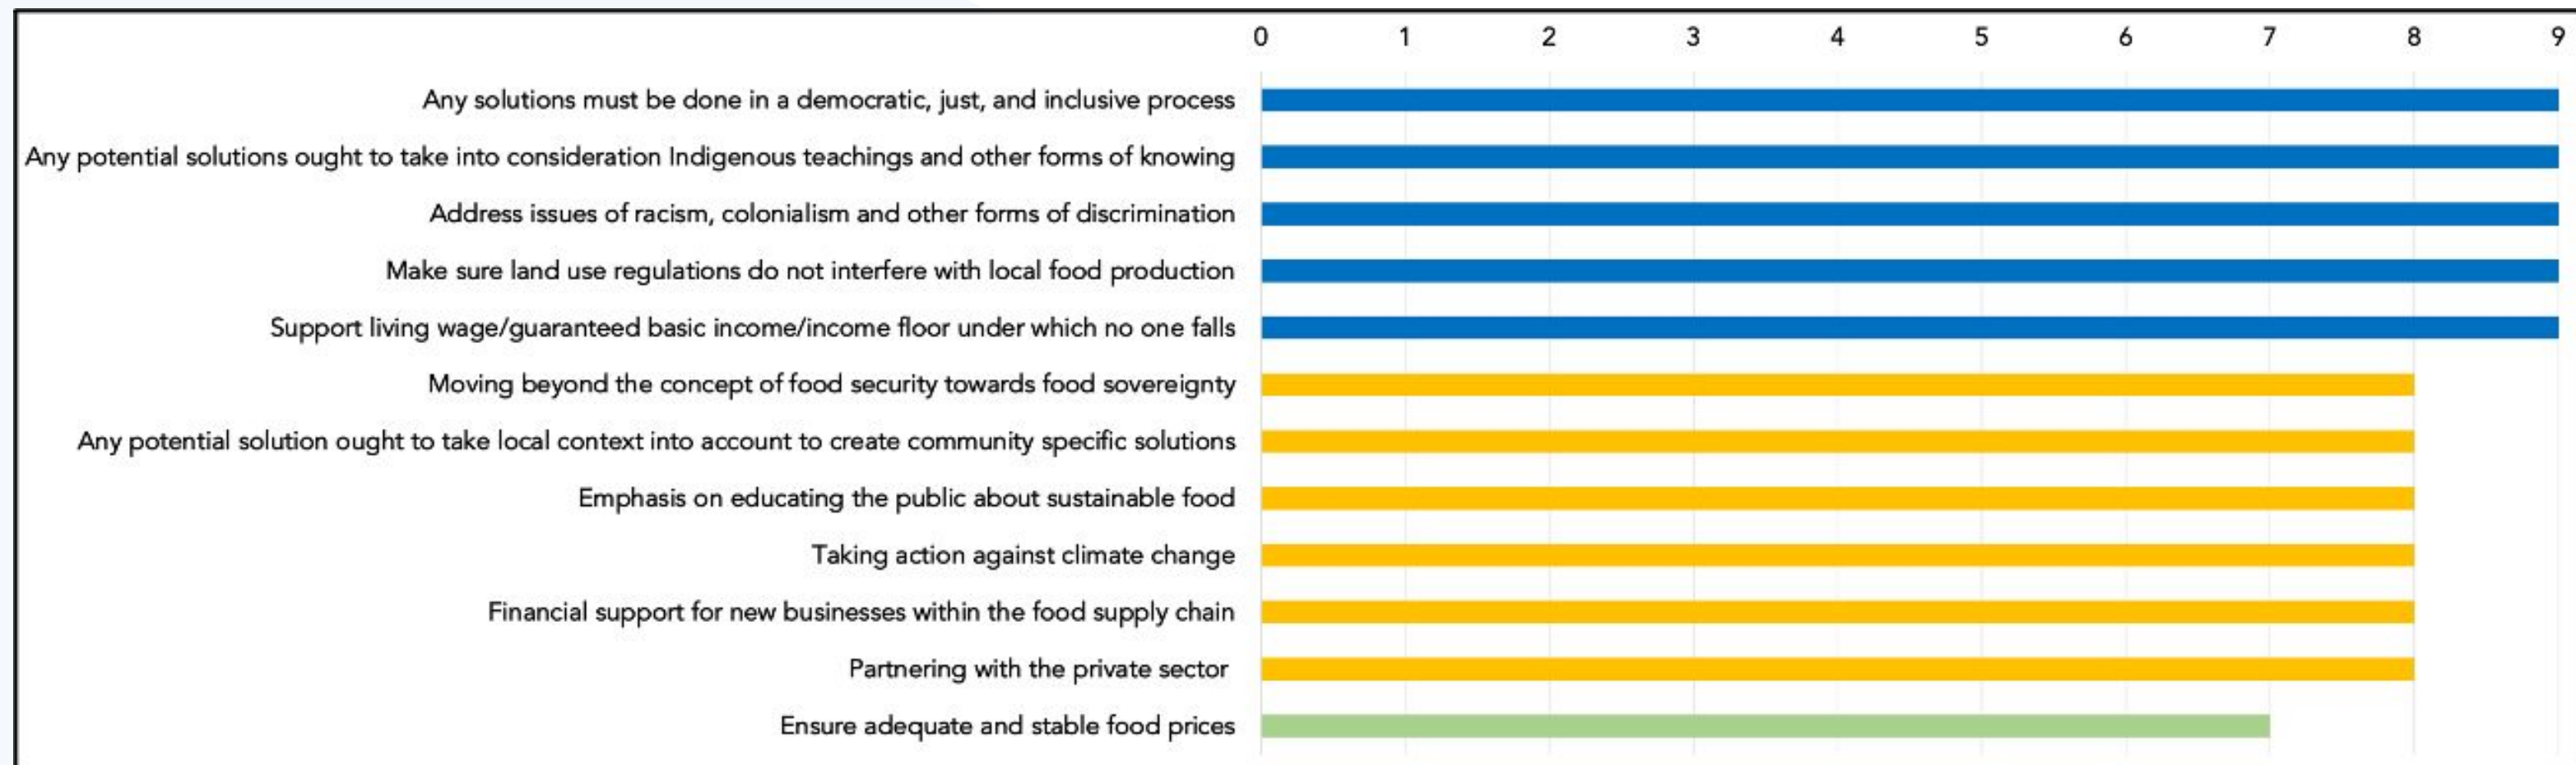 0 1 2 3 4 5 6 7 8 9
Any solutions must be done in a democratic, just, and inclusive process
Any potential solutions ought to take into consideration Indigenous teachings and other forms of knowing
Address issues of racism, colonialism and other forms of discrimination
Make sure land use regulations do not interfere with local food production
Support living wage/guaranteed basic income/income floor under which no one falls
Moving beyond the concept of food security towards food sovereignty
Any potential solution ought to take local context into account to create community specific solutions
Emphasis on educating the public about sustainable food
Taking action against climate change
Financial support for new businesses within the food supply chain
Partnering with the private sector
Ensure adequate and stable food prices